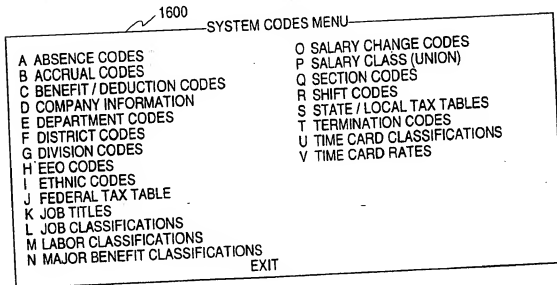 1600
SYSTEM CODES MENU
A ABSENCE CODES
B ACCRUAL CODES
C BENEFIT / DEDUCTION CODES
D COMPANY INFORMATION
E DEPARTMENT CODES
F DISTRICT CODES
G DIVISION CODES
H EEO CODES
I ETHNIC CODES
J FEDERAL TAX TABLE
K JOB TITLES
L JOB CLASSIFICATIONS
M LABOR CLASSIFICATIONS
N MAJOR BENEFIT CLASSIFICATIONS
O SALARY CHANGE CODES
P SALARY CLASS (UNION)
Q SECTION CODES
R SHIFT CODES
S STATE / LOCAL TAX TABLES
T TERMINATION CODES
U TIME CARD CLASSIFICATIONS
V TIME CARD RATES
EXIT